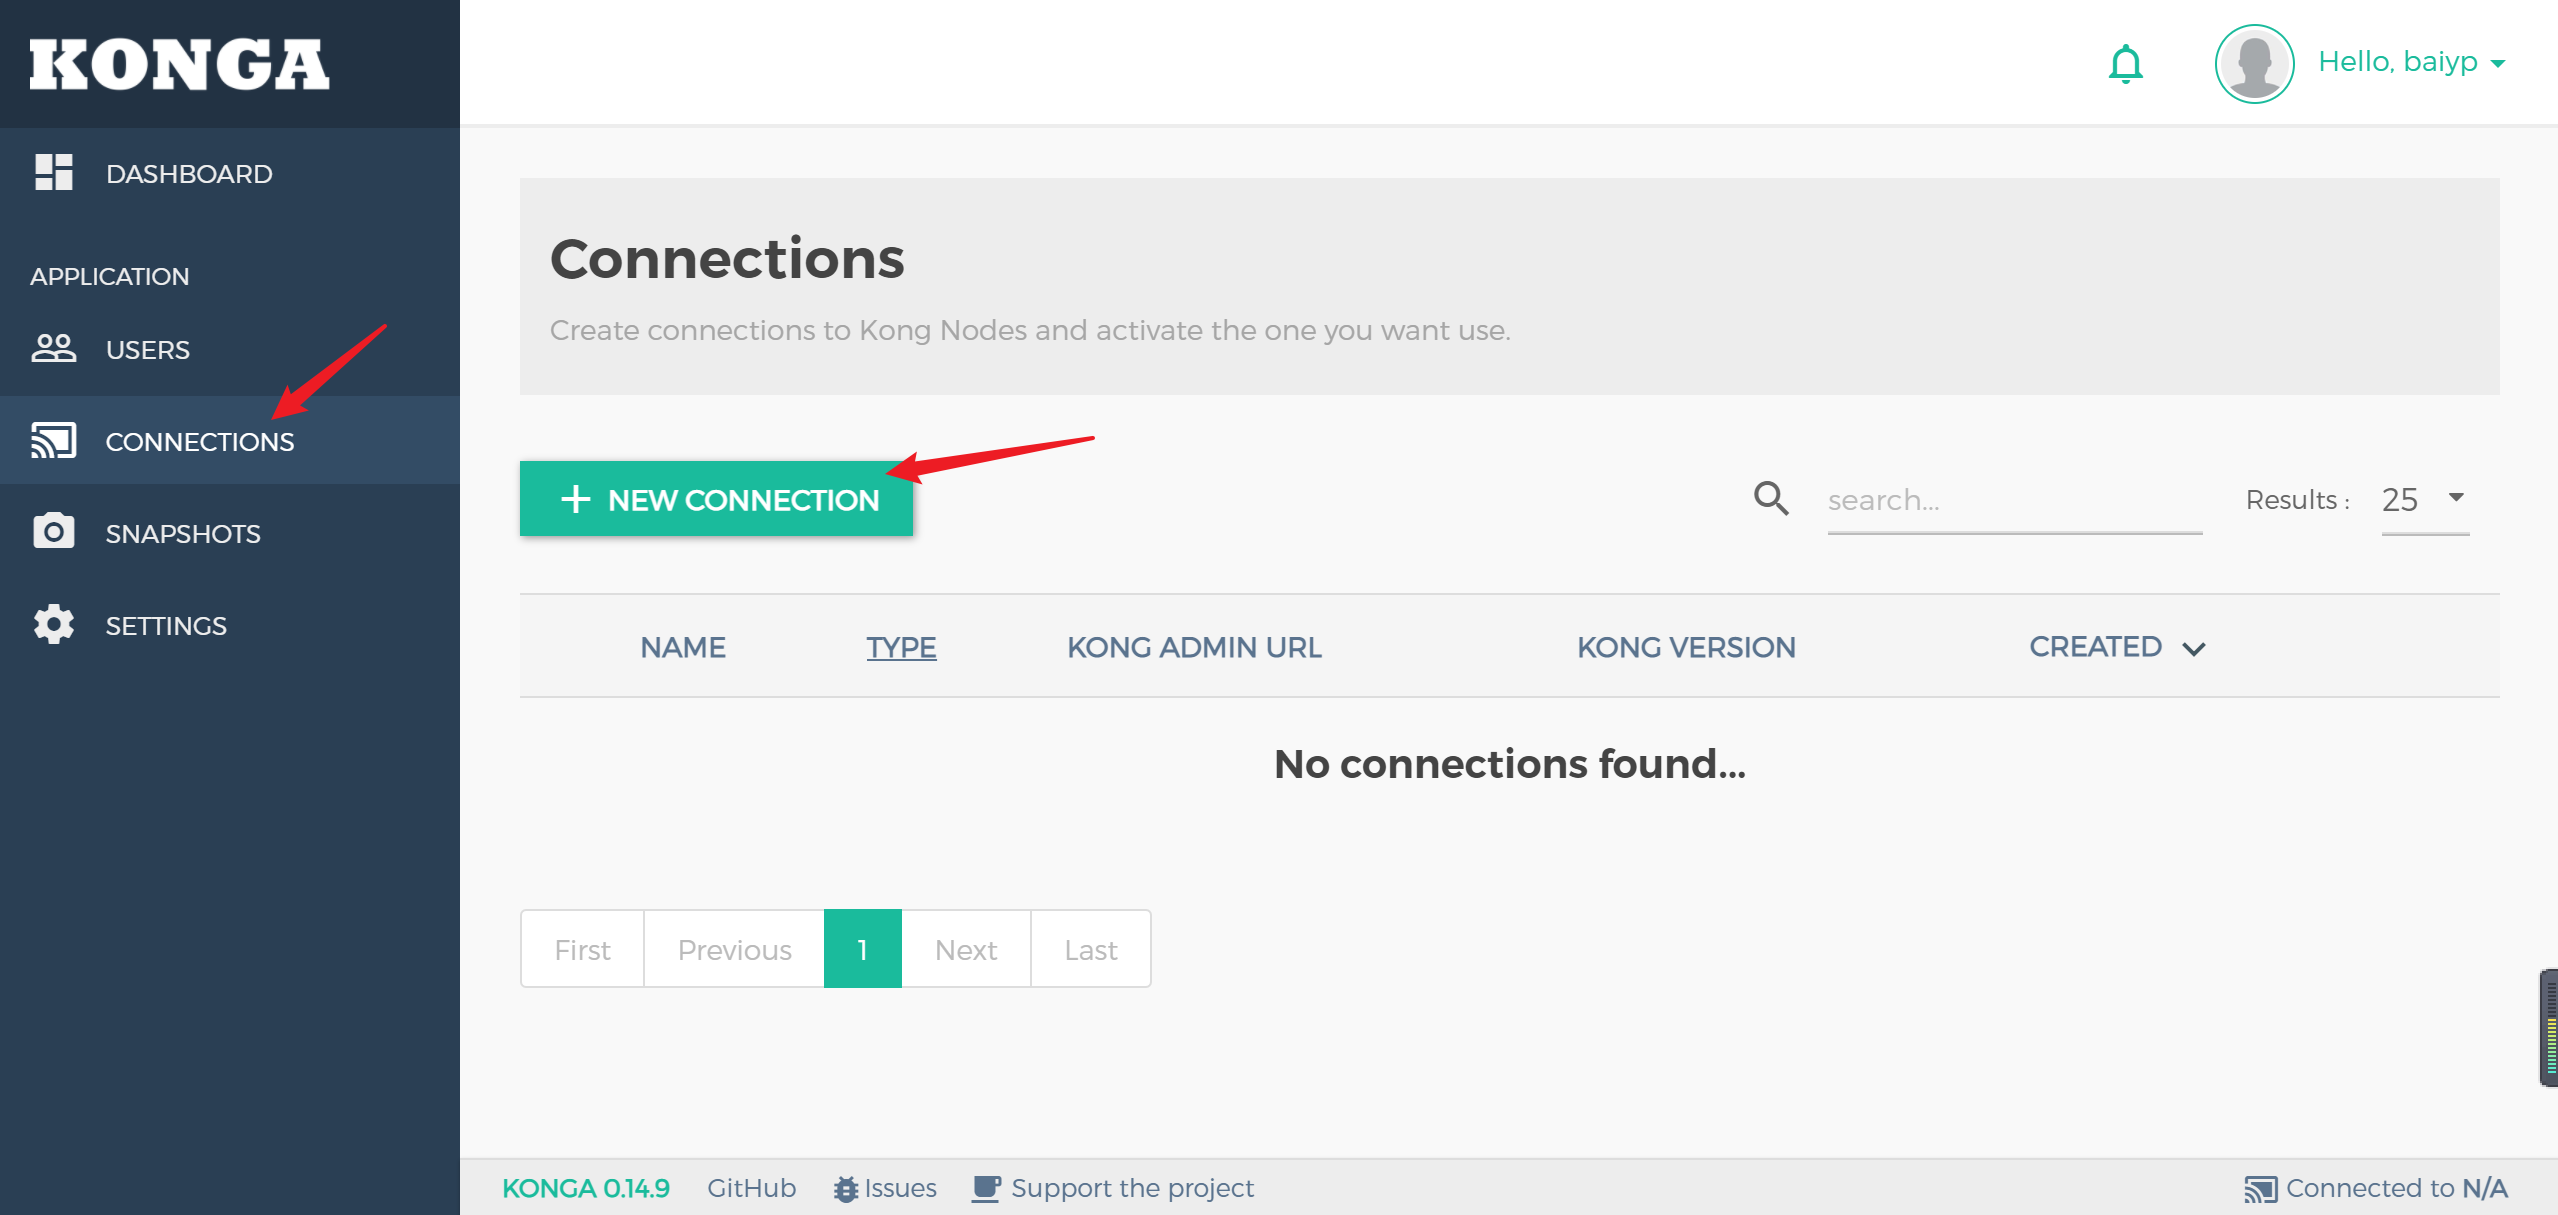 KONGA
Hello, baiyp
DASHBOARD
APPLICATION
USERS
CONNECTIONS
SNAPSHOTS
SETTINGS
Connections
Create connections to Kong Nodes and activate the one you want use.
+ NEW CONNECTION
search...
Results :
25
NAME TYPE KONG ADMIN URL KONG VERSION CREATED
No connections found...
First Previous 1 Next Last
KONGA 0.14.9 GitHub Issues Support the project Connected to N/A